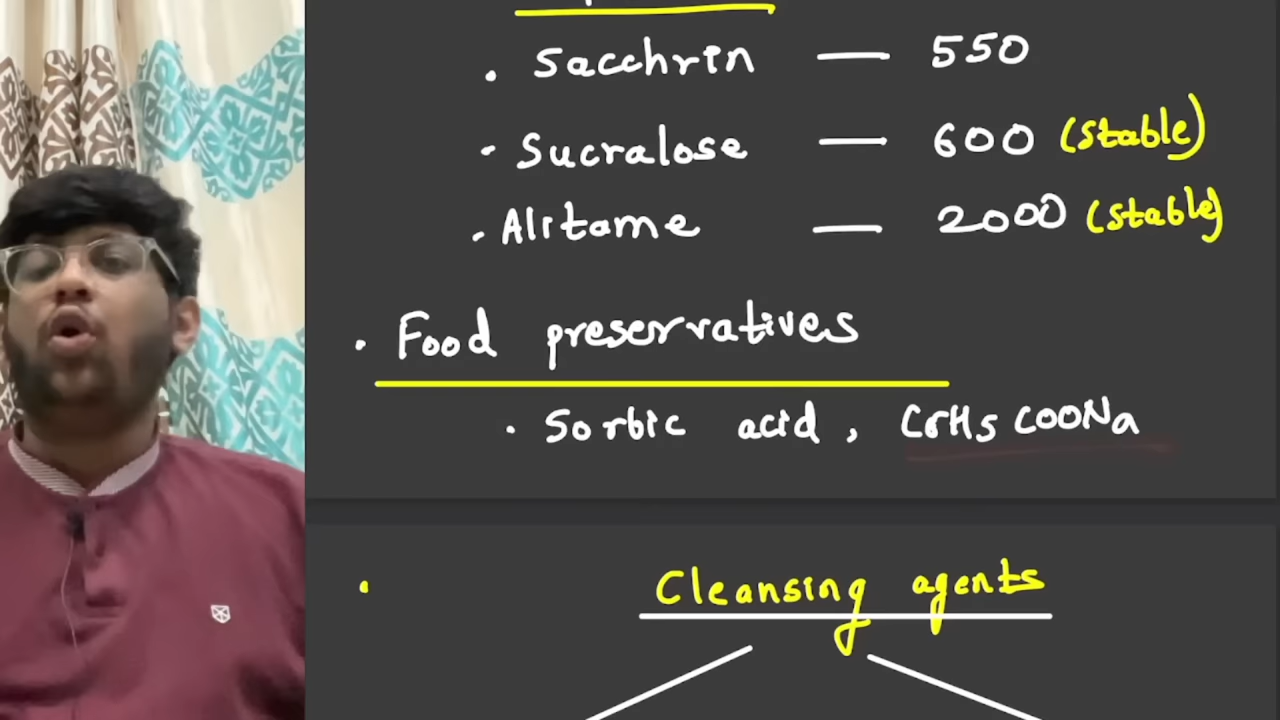 . Sacchrin — 550
- Sucralose — 600 (stable)
. Alitame — 2000 (stable)
. Food preservatives
. Sorbic acid, C6H5COONa
. Cleansing agents